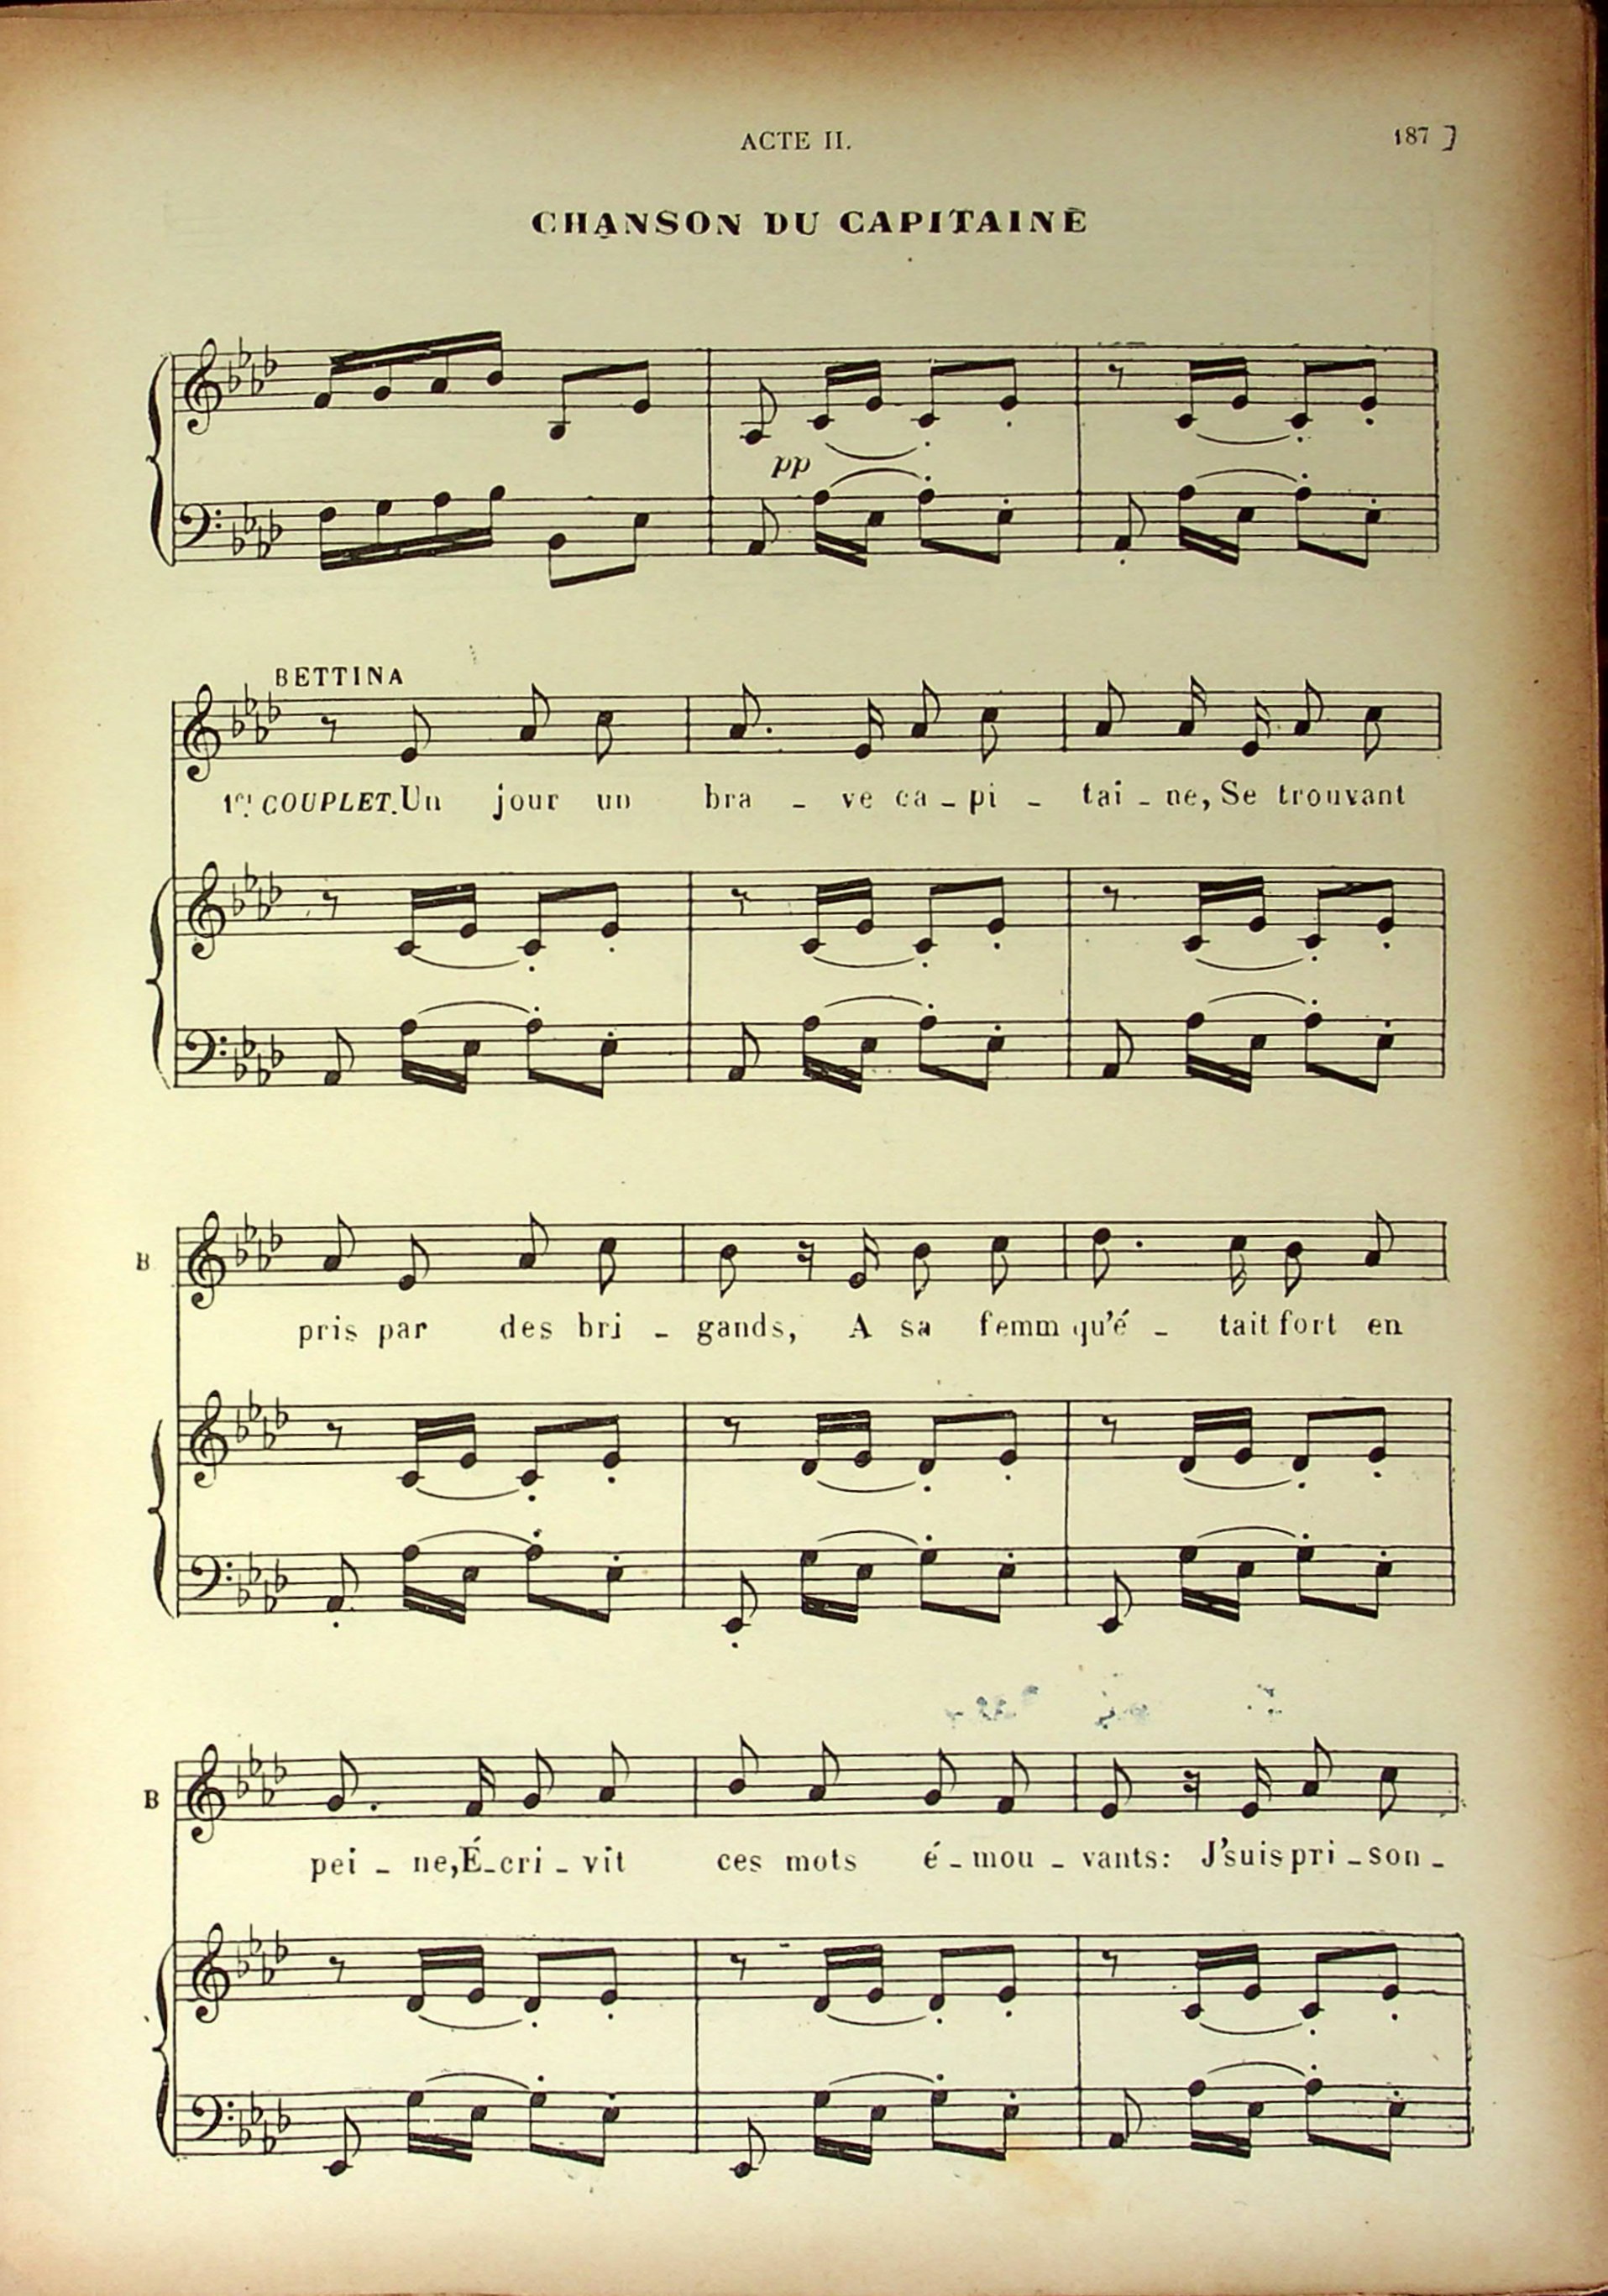 ACTE II.
187
CHANSON DU CAPITAINE
pp
BETTINA
1er COUPLET. Un jour un bra - ve ca - pi - tai - ne, Se trouvant
B
pris par des bri - gands, A sa femm qu'é - tait fort en
B
pei - ne, É - cri - vit ces mots é - mou - vants: J'suis pri - son -